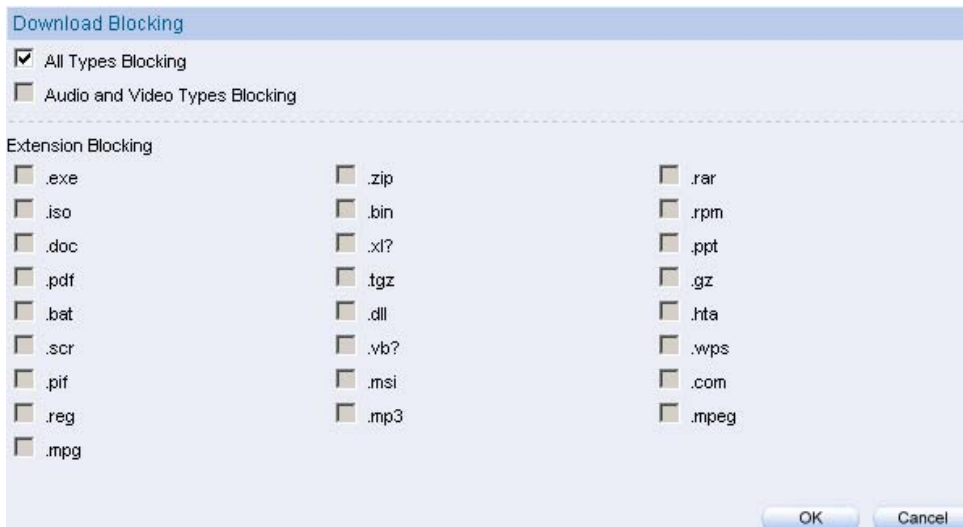 Download Blocking
All Types Blocking
Audio and Video Types Blocking
Extension Blocking
.exe .zip .rar
.iso .bin .rpm
.doc .xl? .ppt
.pdf .tgz .gz
.bat .dll .hta
.scr .vb? .wps
.pif .msi .com
.reg .mp3 .mpeg
.mpg
OK Cancel